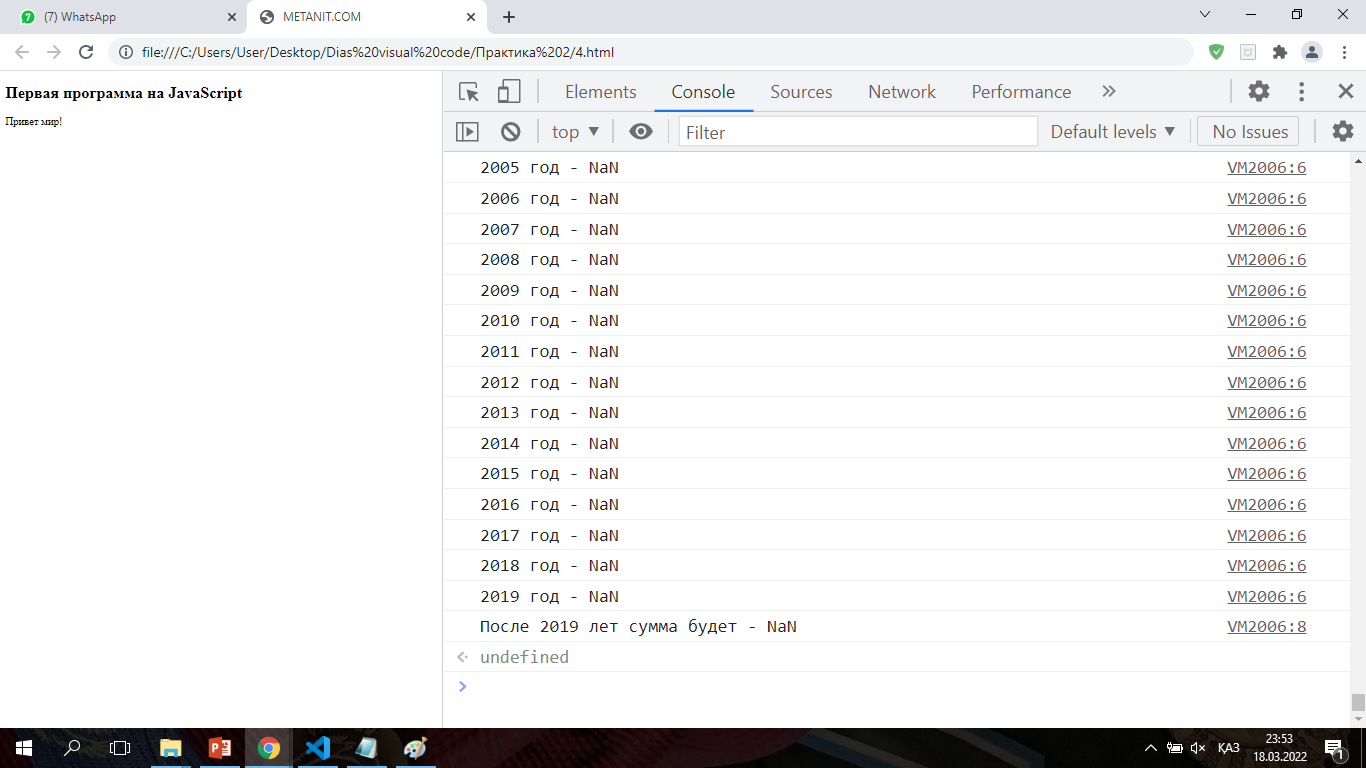 (7) WhatsApp
METANIT.COM
file:///C:/Users/User/Desktop/Dias%20visual%20code/Практика%202/4.html
Первая программа на JavaScript
Привет мир!
Elements Console Sources Network Performance
top Filter Default levels No Issues
2005 год - NaN VM2006:6
2006 год - NaN VM2006:6
2007 год - NaN VM2006:6
2008 год - NaN VM2006:6
2009 год - NaN VM2006:6
2010 год - NaN VM2006:6
2011 год - NaN VM2006:6
2012 год - NaN VM2006:6
2013 год - NaN VM2006:6
2014 год - NaN VM2006:6
2015 год - NaN VM2006:6
2016 год - NaN VM2006:6
2017 год - NaN VM2006:6
2018 год - NaN VM2006:6
2019 год - NaN VM2006:6
После 2019 лет сумма будет - NaN VM2006:8
undefined
ҚАЗ
23:53
18.03.2022
1